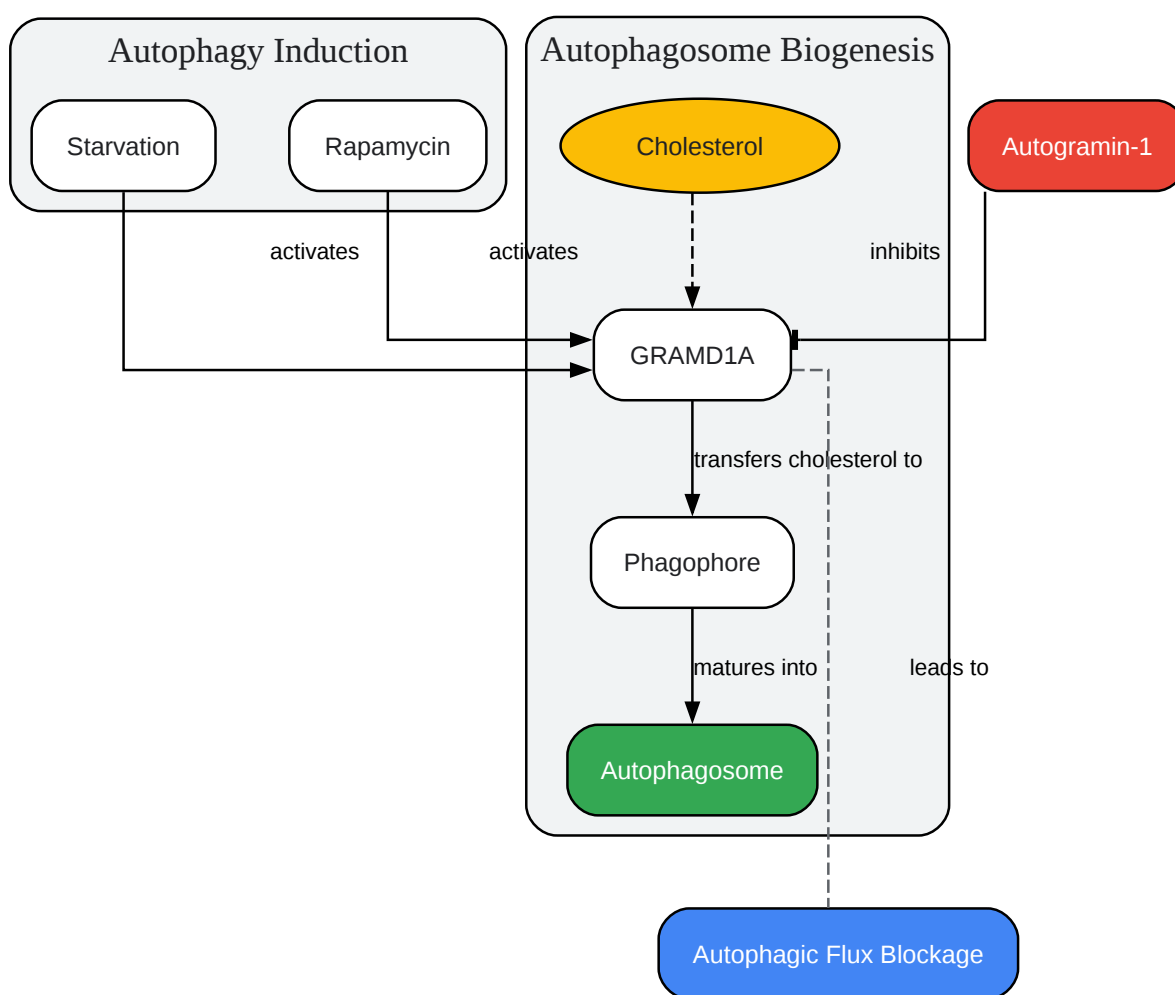 Autophagy Induction
Autophagosome Biogenesis
Starvation
Rapamycin
Cholesterol
Autogramin-1
activates
activates
inhibits
GRAMD1A
transfers cholesterol to
Phagophore
matures into
leads to
Autophagosome
Autophagic Flux Blockage